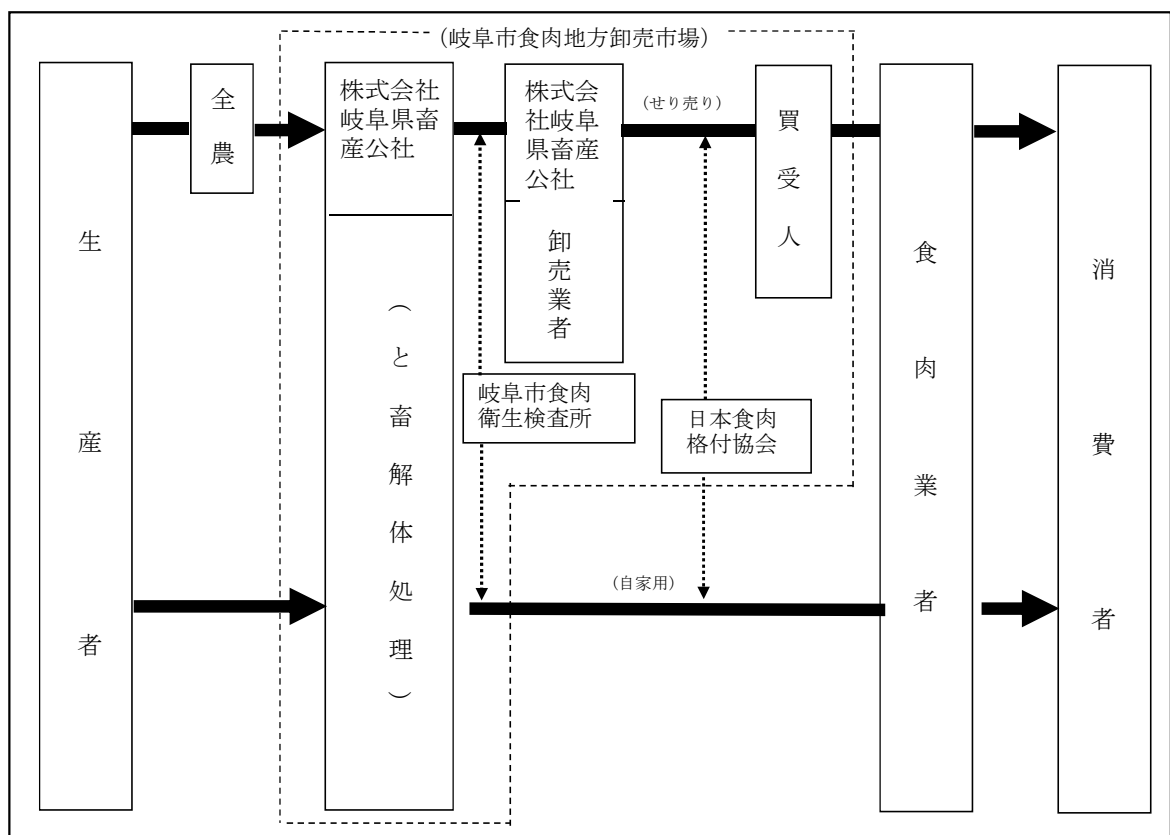 (岐阜市食肉地方卸売市場)
生産者
全農
株式会社
岐阜県畜
産公社
(と畜解体処理)
株式会
社岐阜
県畜産
公社
卸売業者
(せり売り)
買受人
岐阜市食肉
衛生検査所
日本食肉
格付協会
(自家用)
食肉業者
消費者